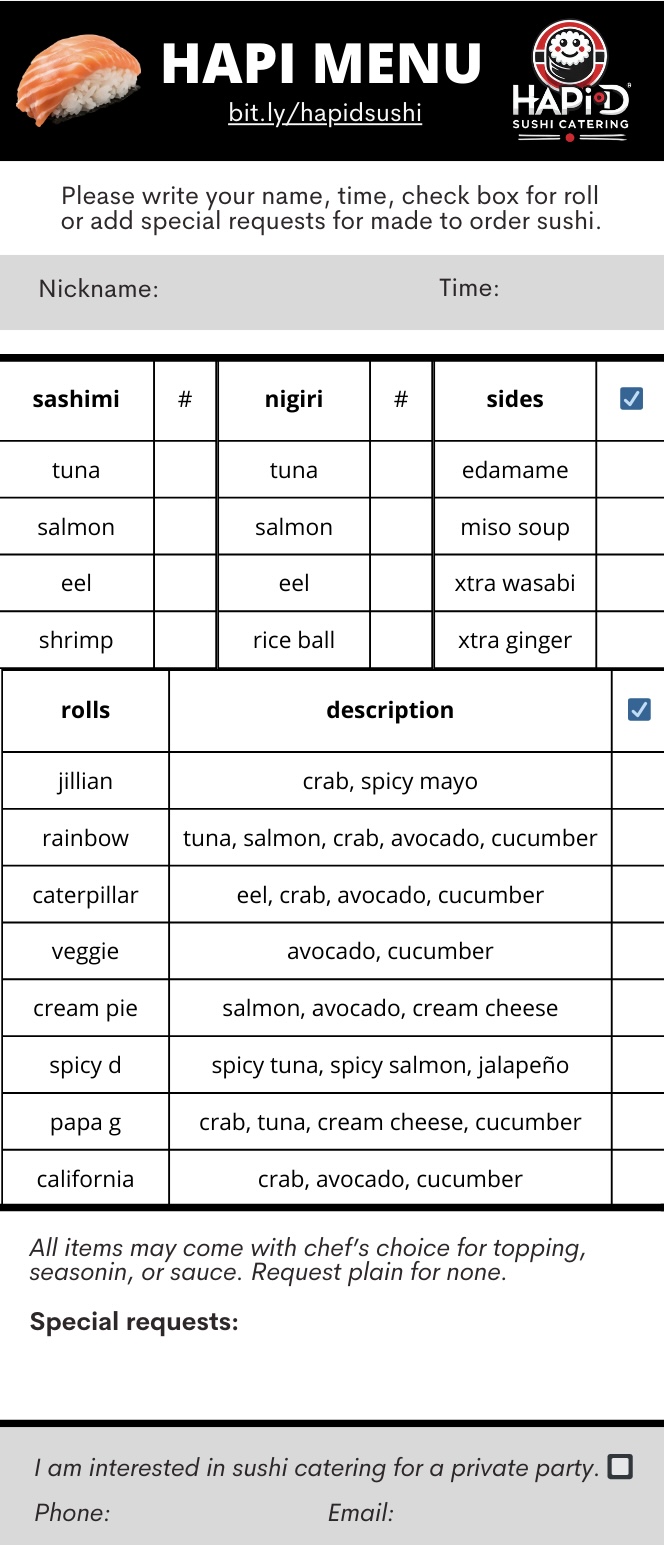 HAPI MENU
bit.ly/hapidsushi
HAPiD
SUSHI CATERING
Please write your name, time, check box for roll
or add special requests for made to order sushi.
Nickname: Time:
sashimi # nigiri # sides ☑
tuna tuna edamame
salmon salmon miso soup
eel eel xtra wasabi
shrimp rice ball xtra ginger
rolls description ☑
jillian crab, spicy mayo
rainbow tuna, salmon, crab, avocado, cucumber
caterpillar eel, crab, avocado, cucumber
veggie avocado, cucumber
cream pie salmon, avocado, cream cheese
spicy d spicy tuna, spicy salmon, jalapeño
papa g crab, tuna, cream cheese, cucumber
california crab, avocado, cucumber
All items may come with chef's choice for topping,
seasonin, or sauce. Request plain for none.
Special requests:
I am interested in sushi catering for a private party. ☐
Phone: Email: